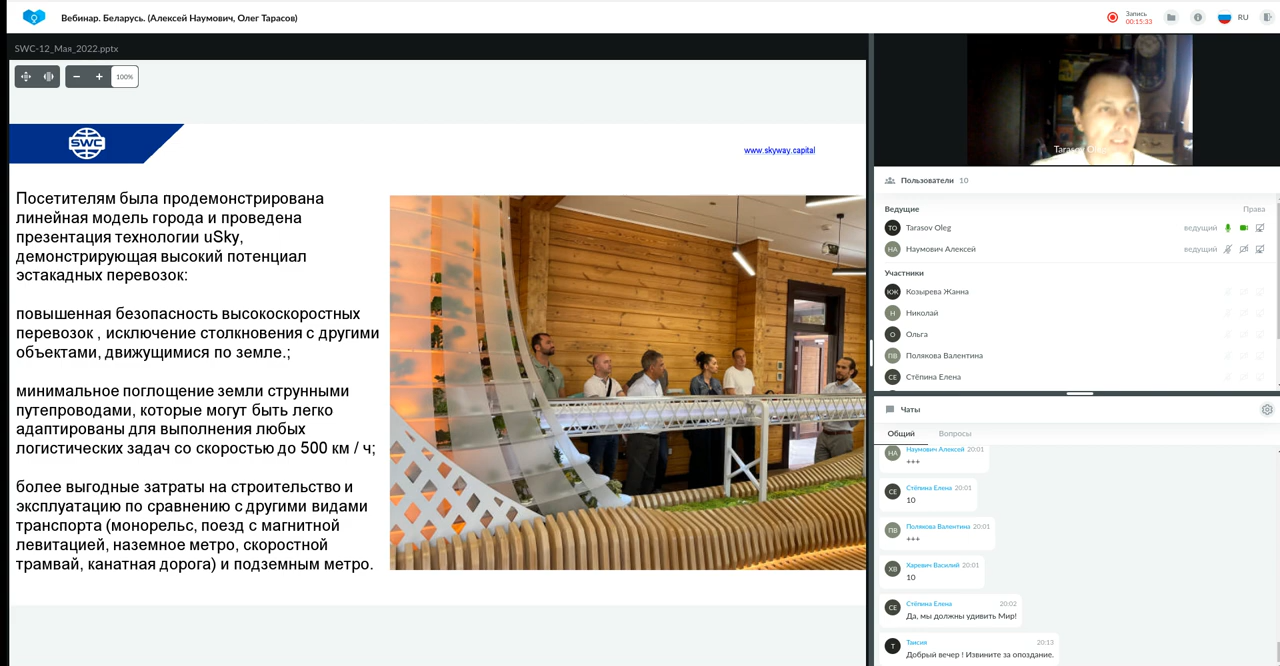 Вебинар. Беларусь. (Алексей Наумович, Олег Тарасов)
Запись
00:15:33
RU
SWC-12_Мая_2022.pptx
100%
SWC
www.skyway.capital
Посетителям была продемонстрирована
линейная модель города и проведена
презентация технологии uSky,
демонстрирующая высокий потенциал
эстакадных перевозок:
повышенная безопасность высокоскоростных
перевозок , исключение столкновения с другими
объектами, движущимися по земле.;
минимальное поглощение земли струнными
путепроводами, которые могут быть легко
адаптированы для выполнения любых
логистических задач со скоростью до 500 км / ч;
более выгодные затраты на строительство и
эксплуатацию по сравнению с другими видами
транспорта (монорельс, поезд с магнитной
левитацией, наземное метро, скоростной
трамвай, канатная дорога) и подземным метро.
Tarasov Oleg
Пользователи 10
Ведущие Права
TO Tarasov Oleg ведущий
НА Наумович Алексей ведущий
Участники
КЖ Козырева Жанна
Н Николай
О Ольга
ПВ Полякова Валентина
СЕ Стёпина Елена
Чаты
Общий Вопросы
НА Наумович Алексей 20:01
+++
СЕ Стёпина Елена 20:01
10
ПВ Полякова Валентина 20:01
+++
ХВ Харевич Василий 20:01
10
СЕ Стёпина Елена 20:02
Да, мы должны удивить Мир!
Т Таисия 20:13
Добрый вечер ! Извините за опоздание.